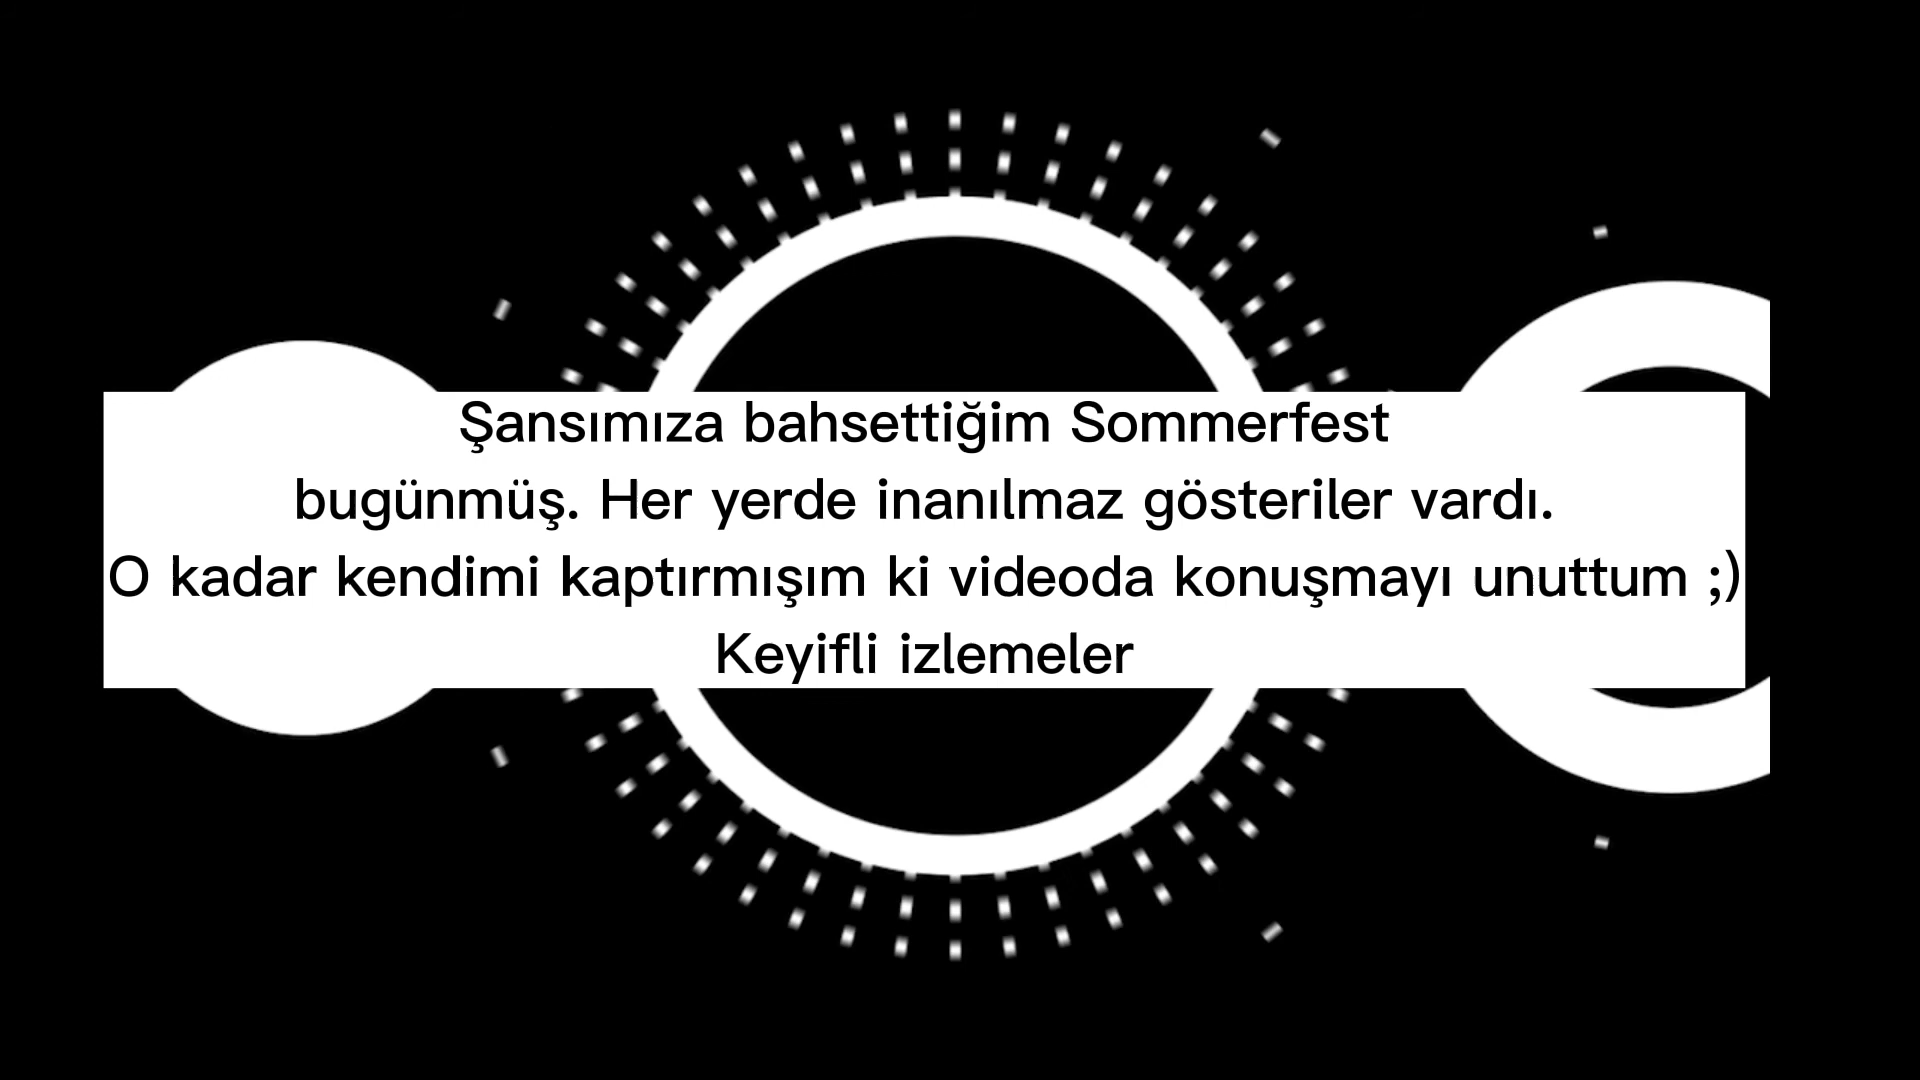 Şansımıza bahsettiğim Sommerfest
bugünmüş. Her yerde inanılmaz gösteriler vardı.
O kadar kendimi kaptırmışım ki videoda konuşmayı unuttum ;)
Keyifli izlemeler